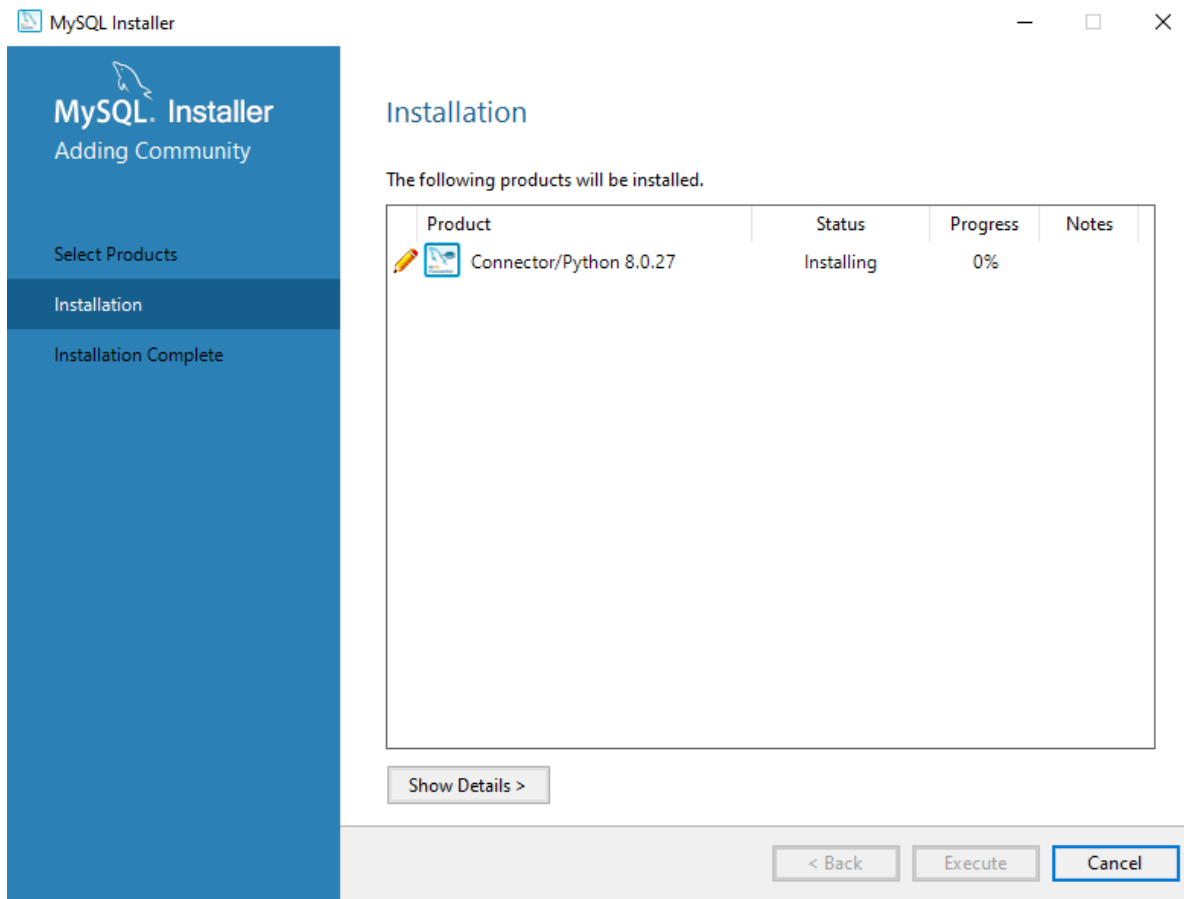 MySQL Installer
MySQL. Installer
Adding Community
Select Products
Installation
Installation Complete
Installation
The following products will be installed.
Product Status Progress Notes
Connector/Python 8.0.27 Installing 0%
Show Details >
< Back Execute Cancel